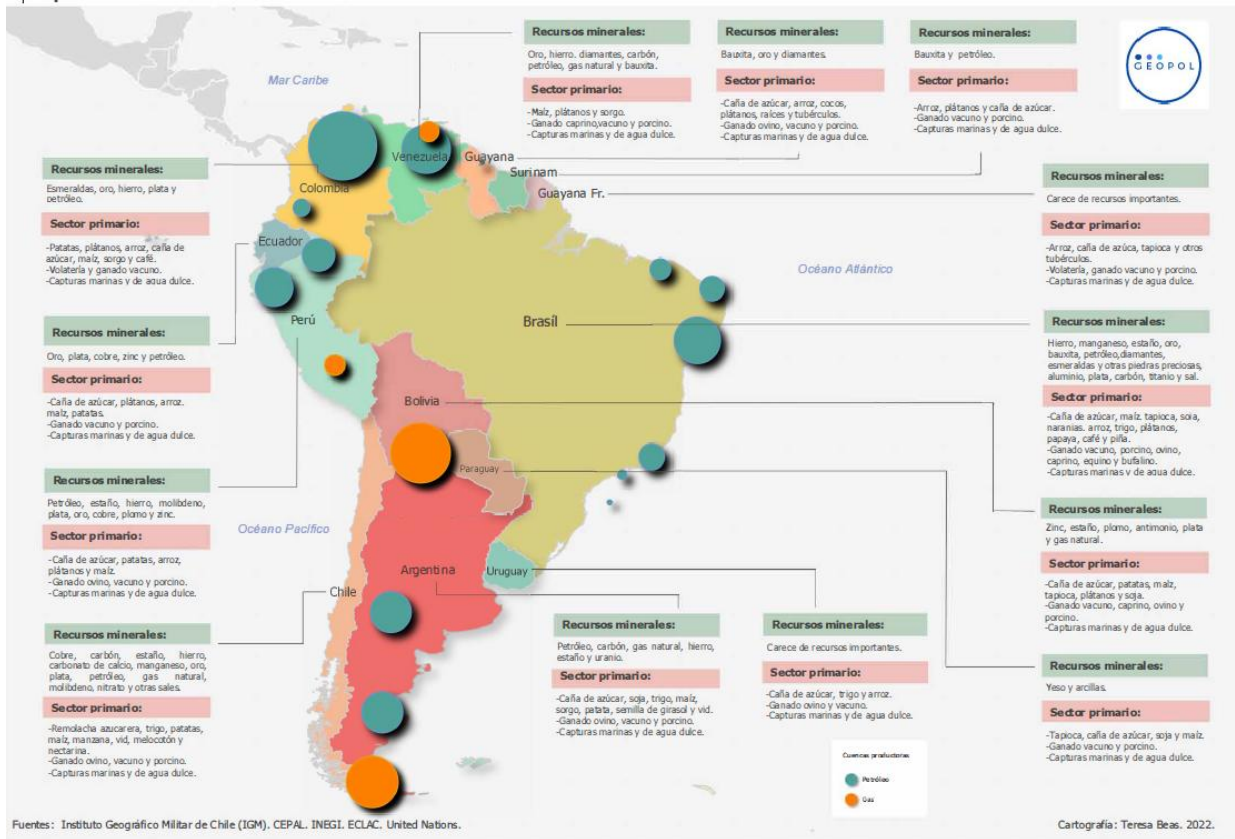 Recursos minerales:
Oro, hierro. diamantes, carbón,
petróleo, gas natural y bauxita.
Sector primario:
-Maíz, plátanos y sorgo.
-Ganado caprino,vacuno y porcino.
-Capturas marinas y de agua dulce.
Recursos minerales:
Bauxita, oro y diamantes.
Sector primario:
-Caña de azúcar, arroz, cocos,
plátanos, raíces y tubérculos.
-Ganado ovino, vacuno y porcino.
-Capturas marinas y de agua dulce.
Recursos minerales:
Bauxita y petróleo.
Sector primario:
-Arroz, plátanos y caña de azúcar.
-Ganado vacuno y porcino.
-Capturas marinas y de agua dulce.
GEOPOL
Mar Caribe
Venezuela
Guayana
Surinam
Guayana Fr.
Colombia
Ecuador
Perú
Brasíl
Bolivia
Paraguay
Chile
Argentina
Uruguay
Océano Atlántico
Océano Pacífico
Recursos minerales:
Esmeraldas, oro, hierro, plata y
petróleo.
Sector primario:
-Patatas, plátanos, arroz, caña de
azúcar, maíz, sorgo y café.
-Volatería y ganado vacuno.
-Capturas marinas y de agua dulce.
Recursos minerales:
Oro, plata, cobre, zinc y petróleo.
Sector primario:
-Caña de azúcar, plátanos, arroz.
maíz, patatas.
-Ganado vacuno y porcino.
-Capturas marinas y de agua dulce.
Recursos minerales:
Petróleo, estaño, hierro, molibdeno,
plata, oro, cobre, plomo y zinc.
Sector primario:
-Caña de azúcar, patatas, arroz,
plátanos y maíz.
-Ganado ovino, vacuno y porcino.
-Capturas marinas y de agua dulce.
Recursos minerales:
Cobre, carbón, estaño, hierro,
carbonato de calcio, manganeso, oro,
plata, petróleo, gas natural,
molibdeno, nitrato y otras sales.
Sector primario:
-Remolacha azucarera, trigo, patatas,
maíz, manzana, vid, melocotón y
nectarina.
-Ganado ovino, vacuno y porcino.
-Capturas marinas y de agua dulce.
Recursos minerales:
Carece de recursos importantes.
Sector primario:
-Arroz, caña de azúca, tapioca y otros
tubérculos.
-Volatería, ganado vacuno y porcino.
-Capturas marinas y de agua dulce.
Recursos minerales:
Hierro, manganeso, estaño, oro,
bauxita, petróleo,diamantes,
esmeraldas y otras piedras preciosas,
aluminio, plata, carbón, titanio y sal.
Sector primario:
-Caña de azúcar, maíz. tapioca, soja,
naranjas. arroz, trigo, plátanos,
papaya, café y piña.
-Ganado vacuno, porcino, ovino,
caprino, equino y bufalino.
-Capturas marinas y de agua dulce.
Recursos minerales:
Zinc, estaño, plomo, antimonio, plata
y gas natural.
Sector primario:
-Caña de azúcar, patatas, maíz,
tapioca, plátanos y soja.
-Ganado vacuno, caprino, ovino y
porcino.
-Capturas marinas y de agua dulce.
Recursos minerales:
Yeso y arcillas.
Sector primario:
-Tapioca, caña de azúcar, soja y maíz.
-Ganado vacuno y porcino.
-Capturas marinas y de agua dulce.
Recursos minerales:
Petróleo, carbón, gas natural, hierro,
estaño y uranio.
Sector primario:
-Caña de azúcar, soja, trigo, maíz,
sorgo, patata, semilla de girasol y vid.
-Ganado ovino, vacuno y porcino.
-Capturas marinas y de agua dulce.
Recursos minerales:
Carece de recursos importantes.
Sector primario:
-Caña de azúcar, trigo y arroz.
-Ganado ovino y vacuno.
-Capturas marinas y de agua dulce.
Cuencas productoras
Petróleo
Gas
Fuentes: Instituto Geográfico Militar de Chile (IGM). CEPAL. INEGI. ECLAC. United Nations.
Cartografía: Teresa Beas. 2022.